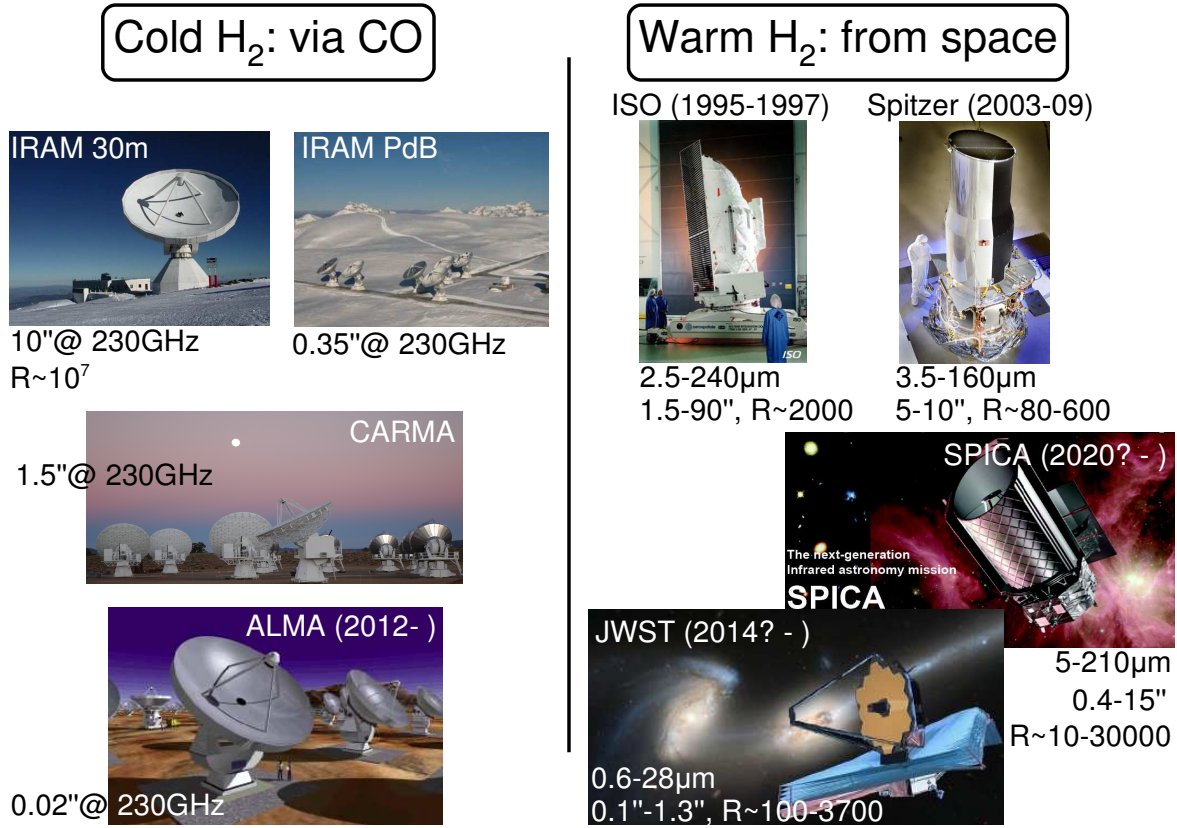 Cold H₂: via CO
IRAM 30m
10"@ 230GHz
R~10⁷
IRAM PdB
0.35"@ 230GHz
CARMA
1.5"@ 230GHz
ALMA (2012- )
0.02"@ 230GHz
Warm H₂: from space
ISO (1995-1997)
ISO
2.5-240µm
1.5-90", R~2000
Spitzer (2003-09)
3.5-160µm
5-10", R~80-600
SPICA (2020? - )
The next-generation
Infrared astronomy mission
SPICA
5-210µm
0.4-15"
R~10-30000
JWST (2014? - )
0.6-28µm
0.1"-1.3", R~100-3700